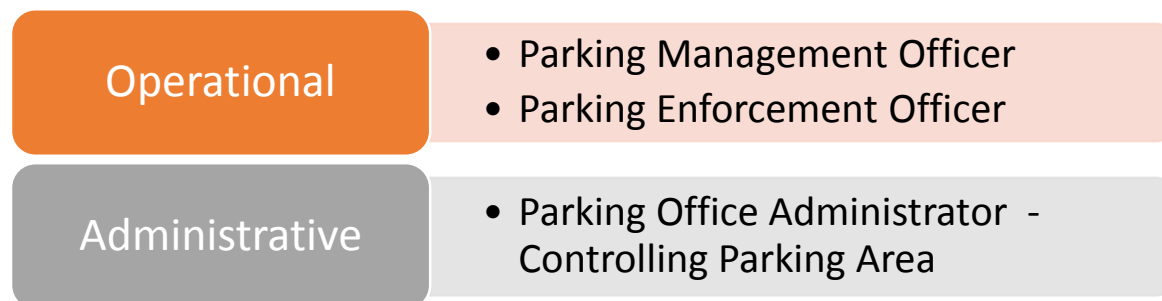 Operational
• Parking Management Officer
• Parking Enforcement Officer
Administrative
• Parking Office Administrator -
Controlling Parking Area